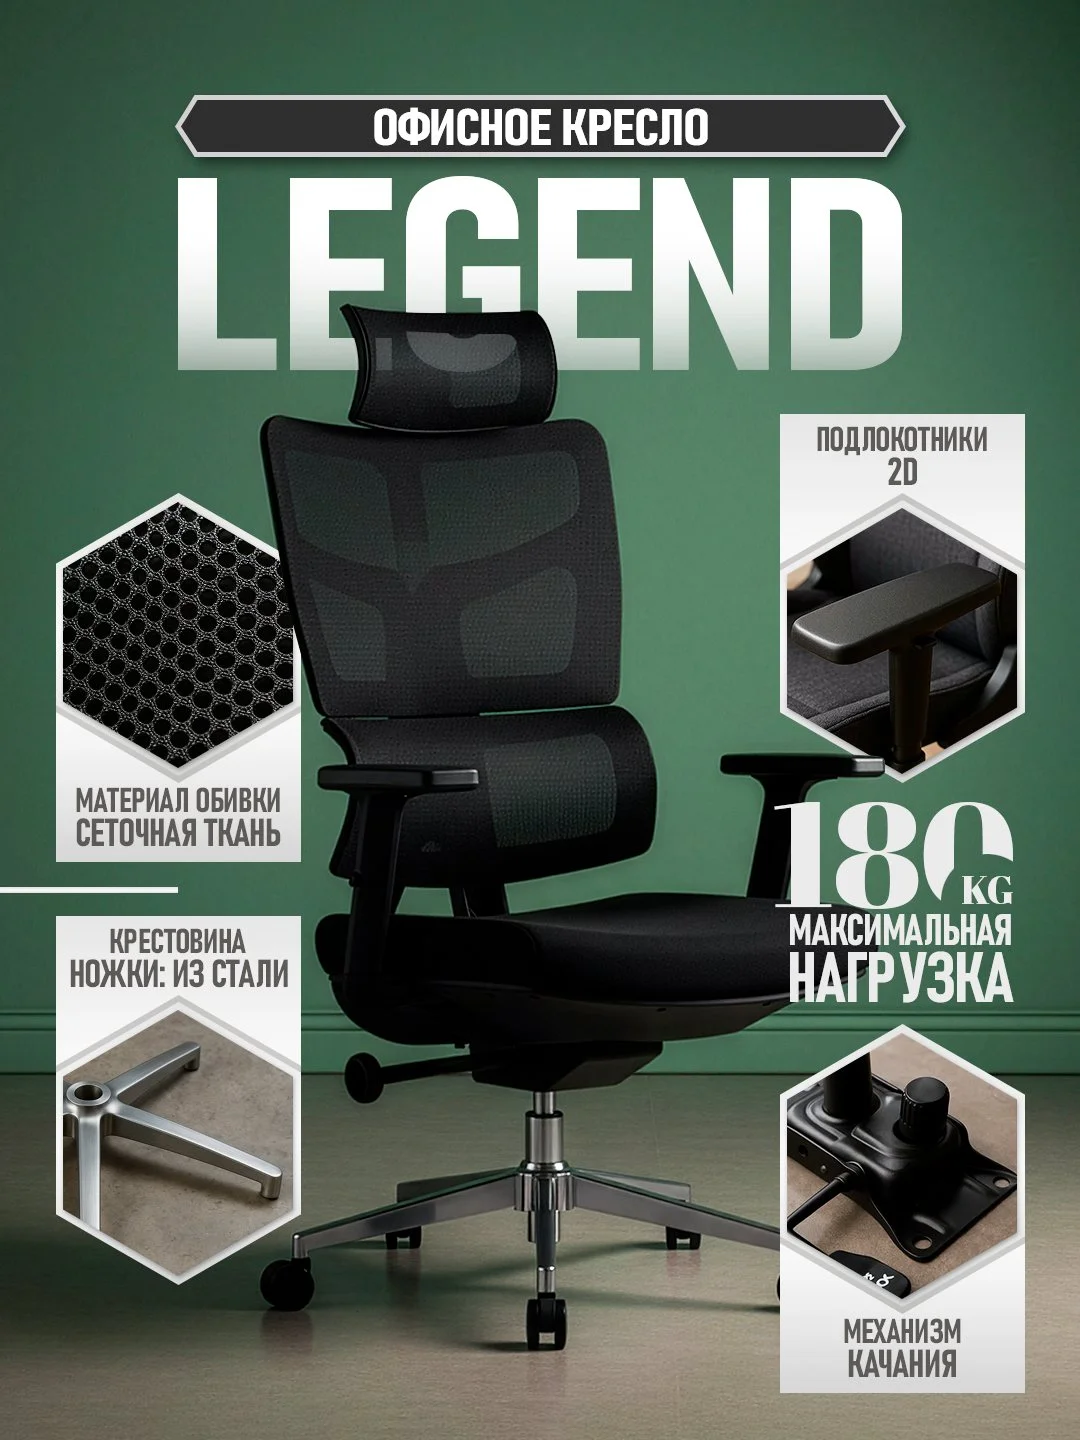 ОФИСНОЕ КРЕСЛО
LEGEND
ПОДЛОКОТНИКИ
2D
МАТЕРИАЛ ОБИВКИ
СЕТОЧНАЯ ТКАНЬ
180 KG
МАКСИМАЛЬНАЯ
НАГРУЗКА
КРЕСТОВИНА
НОЖКИ: ИЗ СТАЛИ
МЕХАНИЗМ
КАЧАНИЯ